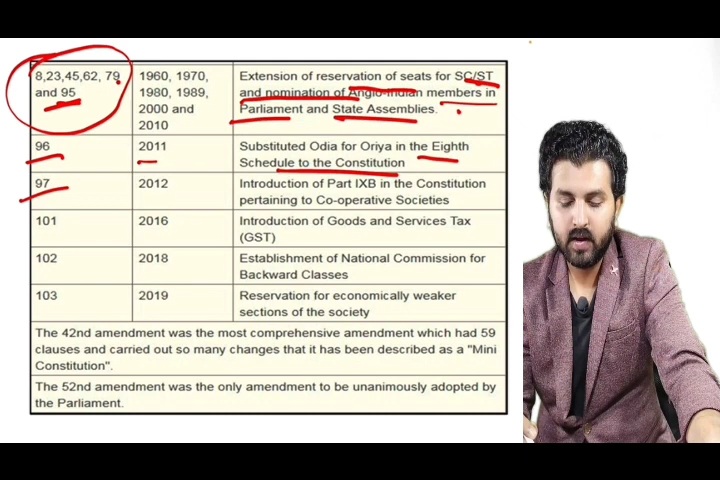 8,23,45,62, 79 1960, 1970, Extension of reservation of seats for SC/ST
and 95 1980, 1989, and nomination of Anglo-Indian members in
2000 and Parliament and State Assemblies.
2010
96 2011 Substituted Odia for Oriya in the Eighth
Schedule to the Constitution
97 2012 Introduction of Part IXB in the Constitution
pertaining to Co-operative Societies
101 2016 Introduction of Goods and Services Tax
(GST)
102 2018 Establishment of National Commission for
Backward Classes
103 2019 Reservation for economically weaker
sections of the society
The 42nd amendment was the most comprehensive amendment which had 59
clauses and carried out so many changes that it has been described as a "Mini
Constitution".
The 52nd amendment was the only amendment to be unanimously adopted by
the Parliament.